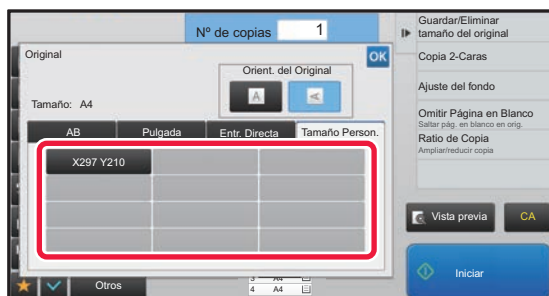 Nº de copias 1
Original
OK
Orient. del Original
A
A
Tamaño: A4
AB
Pulgada
Entr. Directa
Tamaño Person.
X297 Y210
Otros
3 A4
4 A4
Guardar/Eliminar
tamaño del original
Copia 2-Caras
Ajuste del fondo
Omitir Página en Blanco
Saltar pág. en blanco en orig.
Ratio de Copia
Ampliar/reducir copia
Vista previa
CA
Iniciar